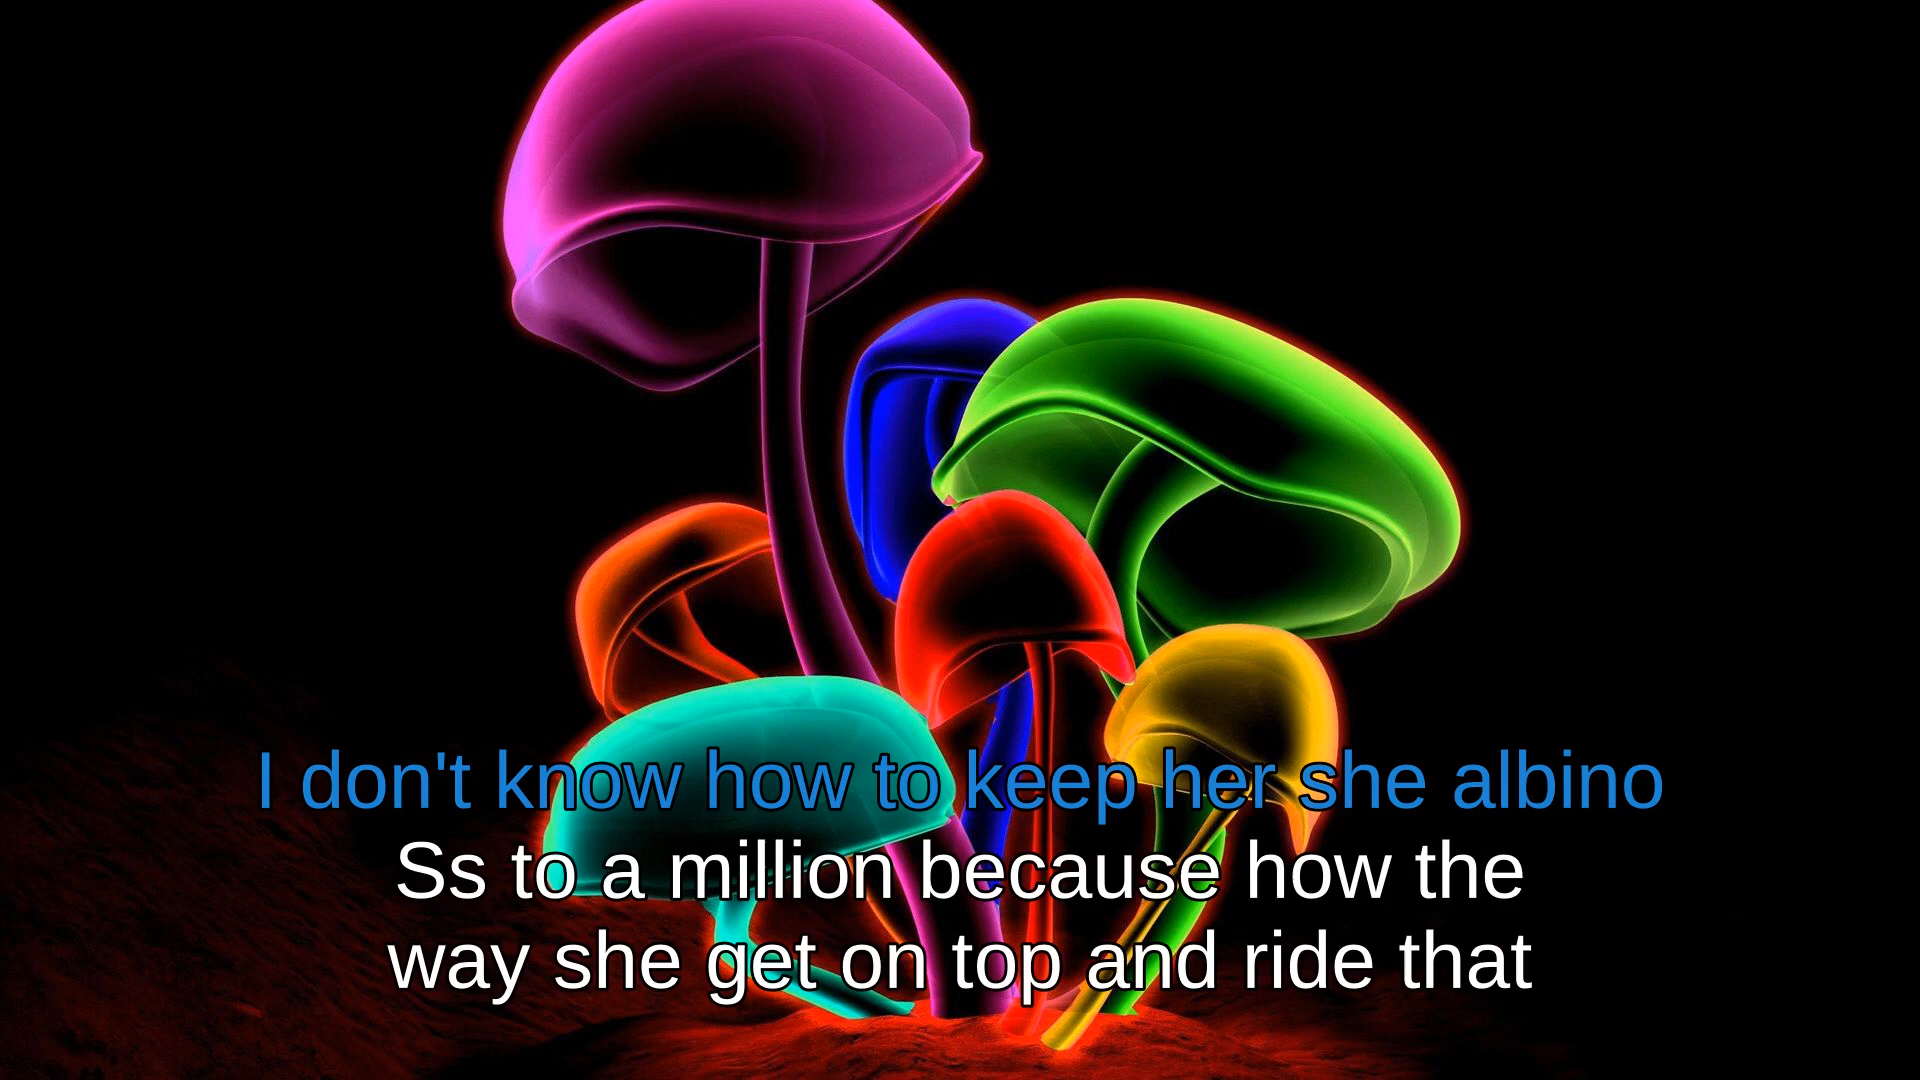 I don't know how to keep her she albino
Ss to a million because how the
way she get on top and ride that